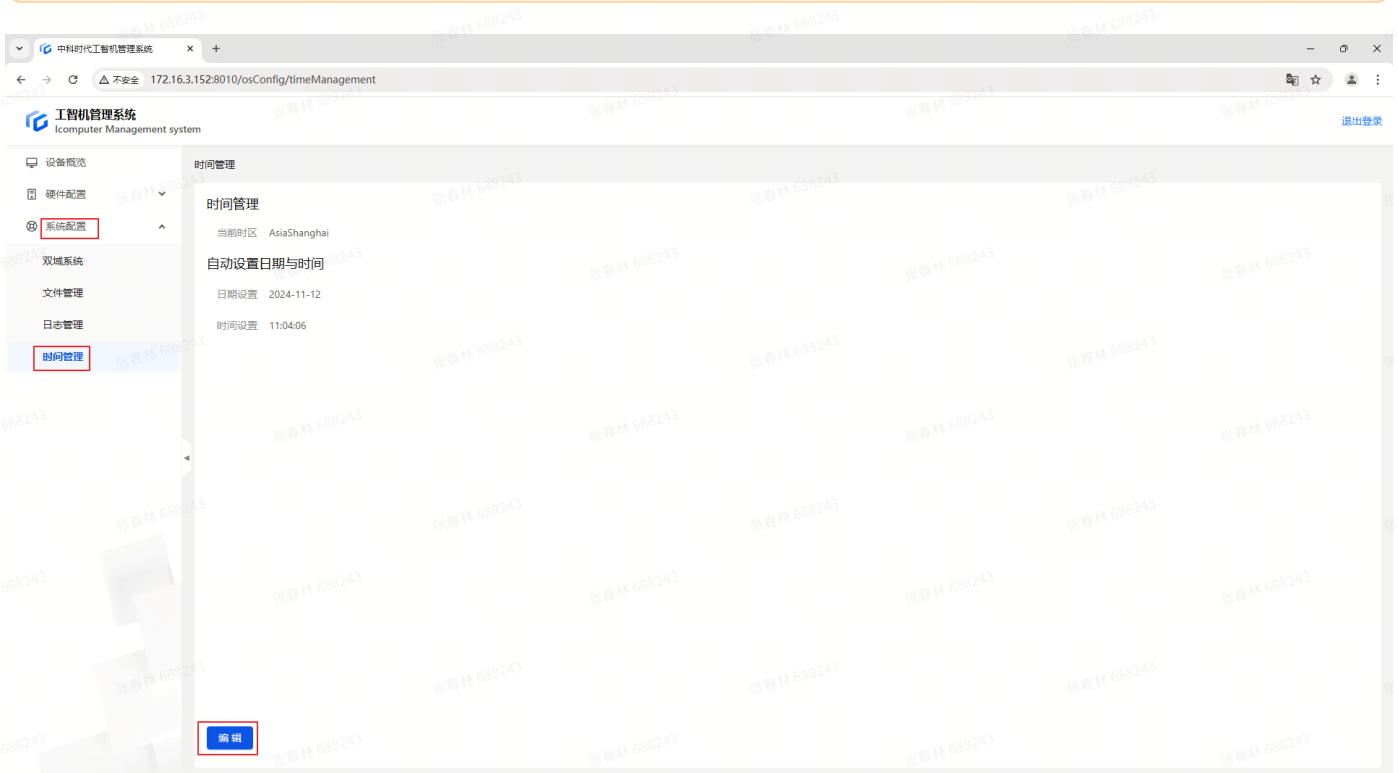 中科时代工智机管理系统
不安全 172.16.3.152:8010/osConfig/timeManagement
工智机管理系统
Icomputer Management system
退出登录
设备概览
硬件配置
系统配置
双域系统
文件管理
日志管理
时间管理
时间管理
时间管理
当前时区 AsiaShanghai
自动设置日期与时间
日期设置 2024-11-12
时间设置 11:04:06
编 辑
张春林 688243